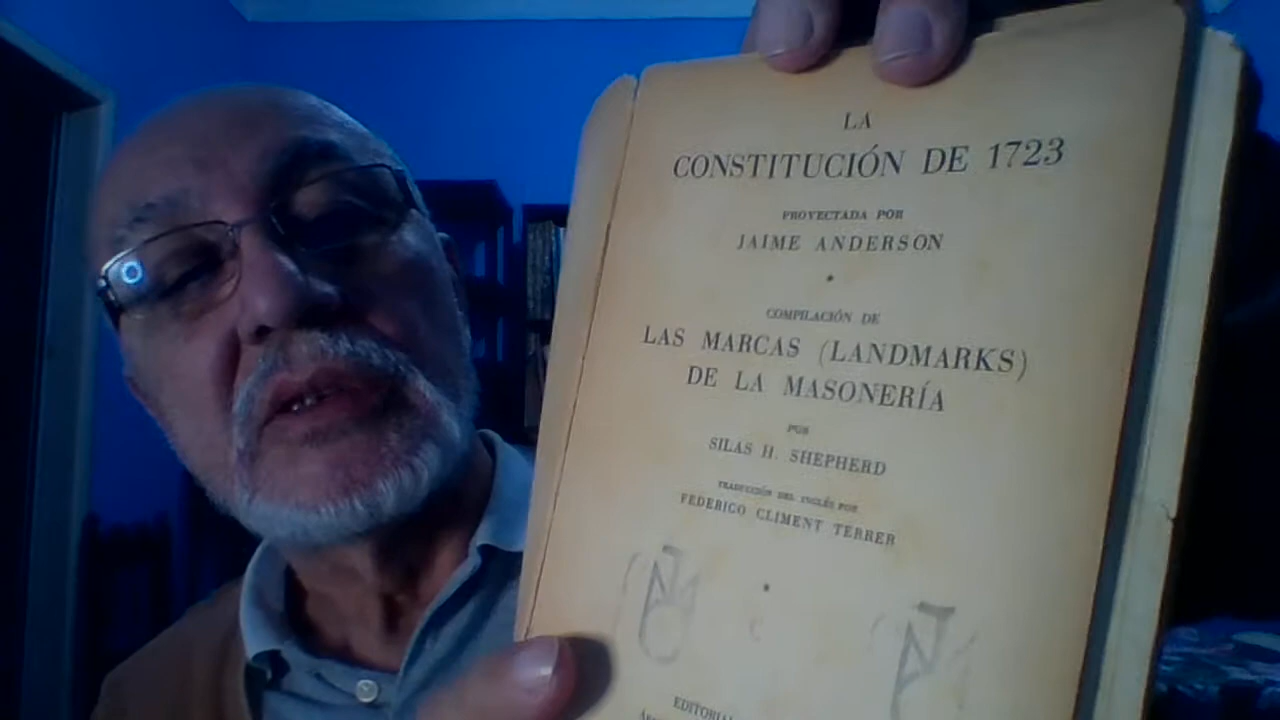 LA
CONSTITUCIÓN DE 1723
PROYECTADA POR
JAIME ANDERSON
COMPILACIÓN DE
LAS MARCAS (LANDMARKS)
DE LA MASONERÍA
POR
SILAS H. SHEPHERD
TRADUCCIÓN DEL INGLÉS POR
FEDERICO CLIMENT TERRER
EDITORIAL